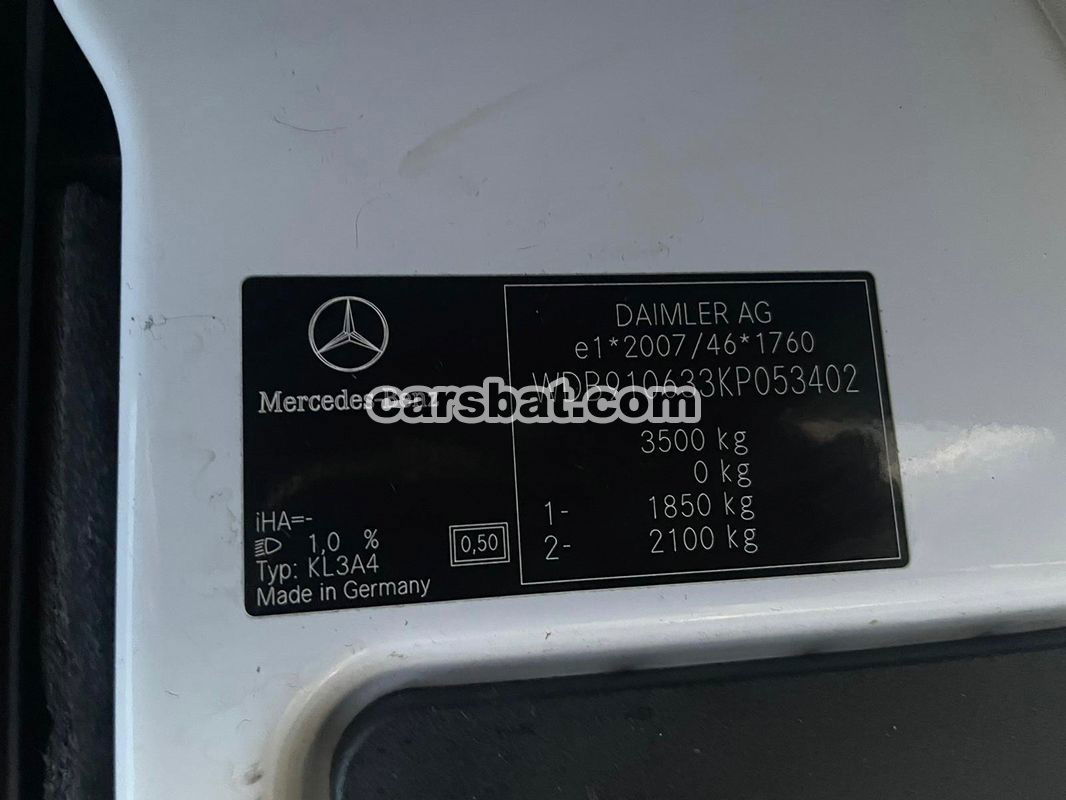 Mercedes-Benz
iHA=-
1,0 %
0,50
Typ: KL3A4
Made in Germany
DAIMLER AG
e1*2007/46*1760
WDB910633KP053402
3500 kg
0 kg
1- 1850 kg
2- 2100 kg
carsbat.com